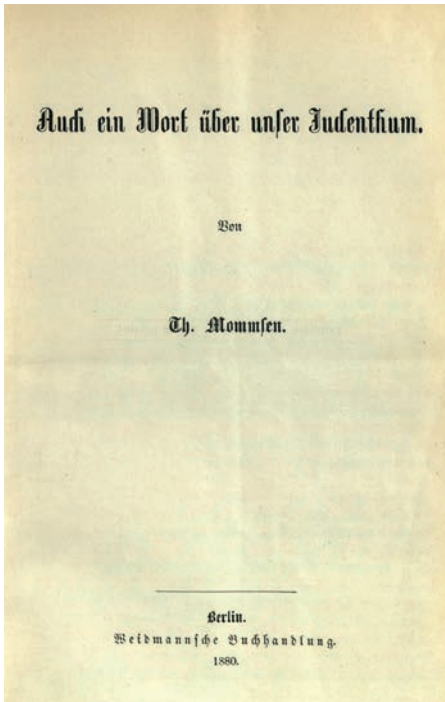 Auch ein Wort über unser Judenthum.
Von
Th. Mommsen.
Berlin.
Weidmannsche Buchhandlung.
1880.